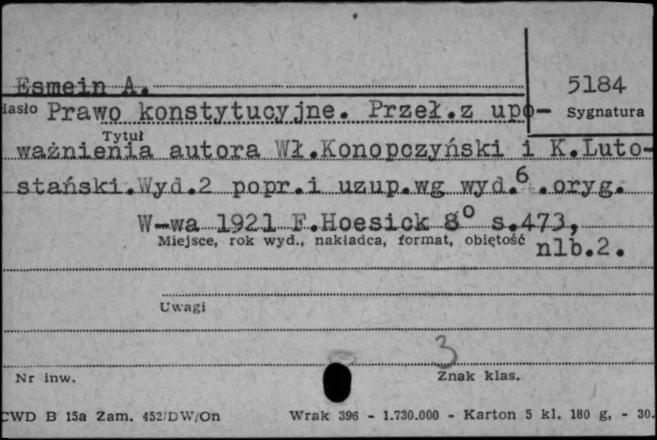 Esmein A.
5184
iasło Prawo konstytucyjne. Przeł.z upo-
Sygnatura
Tytuł
ważnienia autora Wł.Konopczyński i K.Luto-
stański.Wyd.2 popr.i uzup.wg wyd.6.oryg.
W-wa 1921 F.Hoesick 8° s.473,
Miejsce, rok wyd., nakładca, format, objętość
nlb.2.
Uwagi
3
Nr inw.
Znak klas.
CWD B 15a Zam. 452/DW/On Wrak 396 - 1.730.000 - Karton 5 kl. 180 g. - 30.